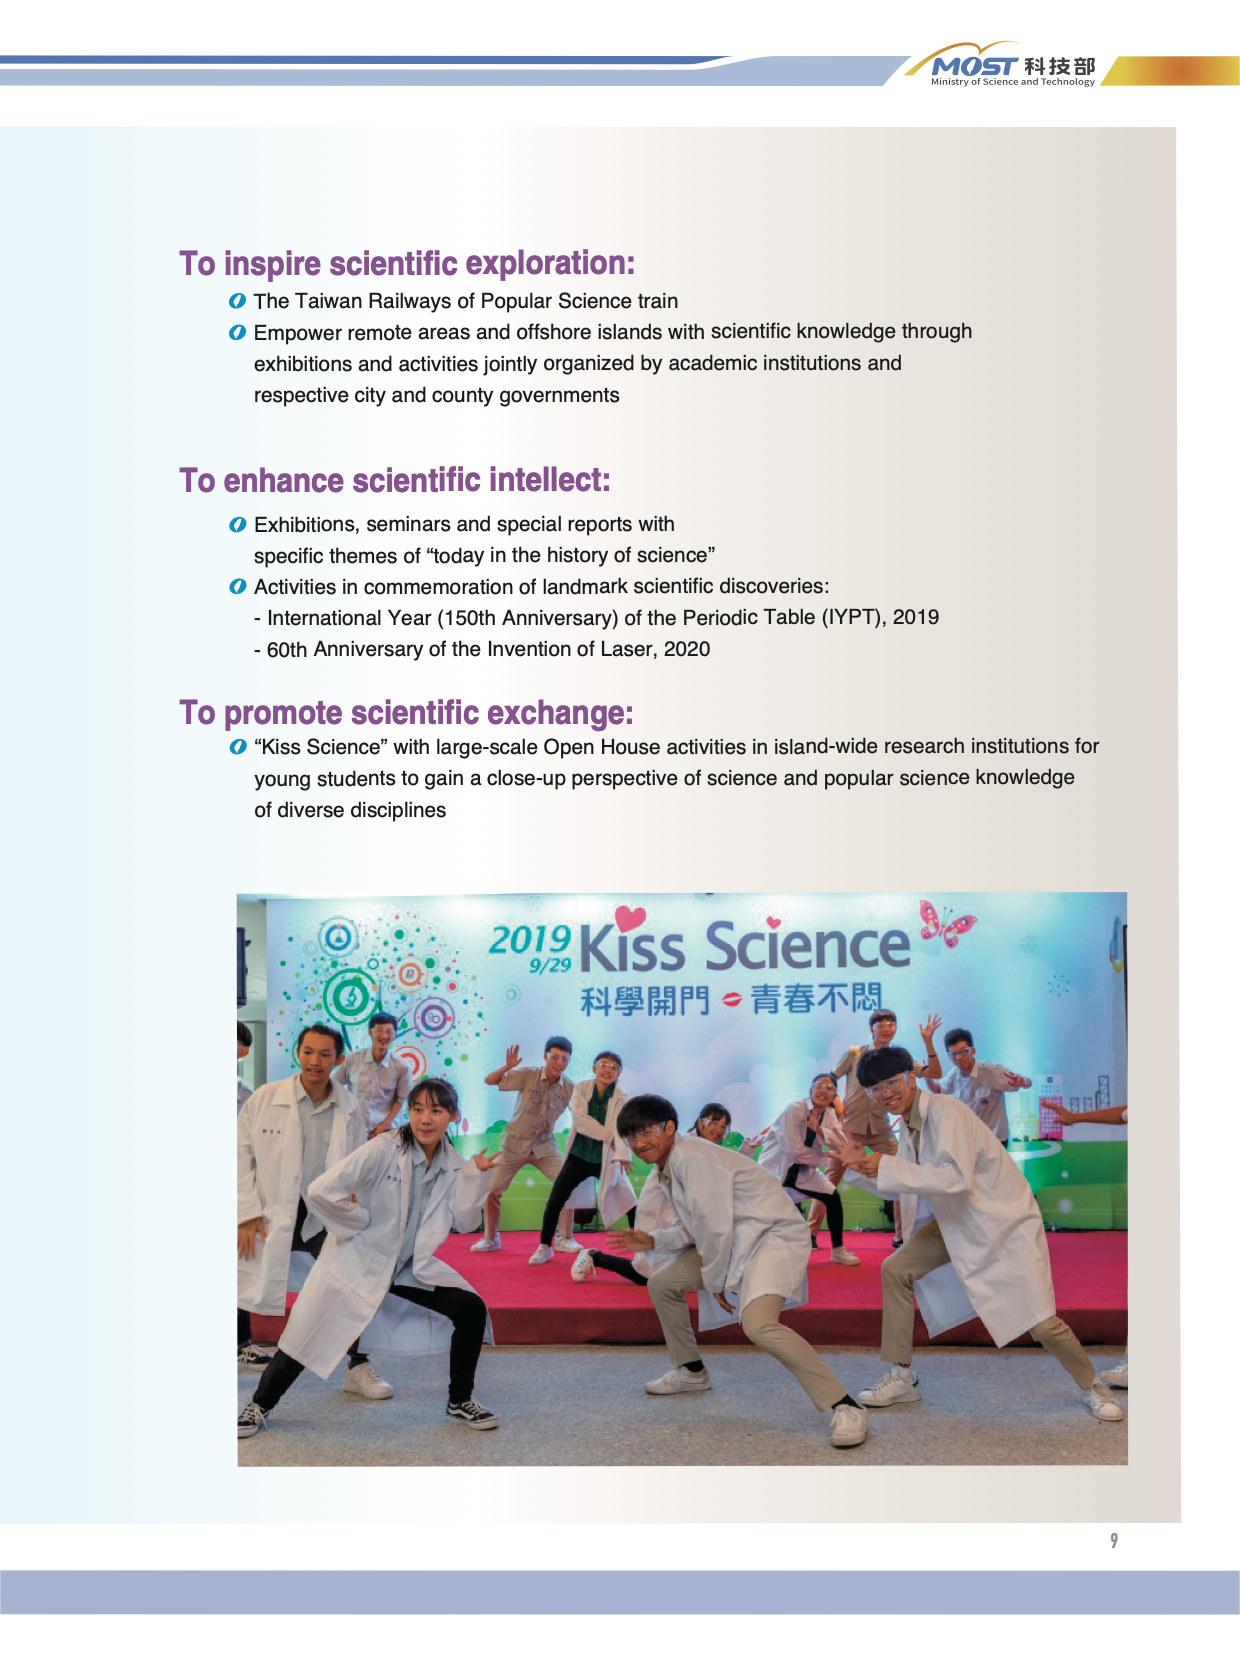 MOST 科技部
Ministry of Science and Technology
To inspire scientific exploration:
The Taiwan Railways of Popular Science train
Empower remote areas and offshore islands with scientific knowledge through
exhibitions and activities jointly organized by academic institutions and
respective city and county governments
To enhance scientific intellect:
Exhibitions, seminars and special reports with
specific themes of “today in the history of science”
Activities in commemoration of landmark scientific discoveries:
- International Year (150th Anniversary) of the Periodic Table (IYPT), 2019
- 60th Anniversary of the Invention of Laser, 2020
To promote scientific exchange:
“Kiss Science” with large-scale Open House activities in island-wide research institutions for
young students to gain a close-up perspective of science and popular science knowledge
of diverse disciplines
2019 Kiss Science
9/29
科學開門 青春不悶
9